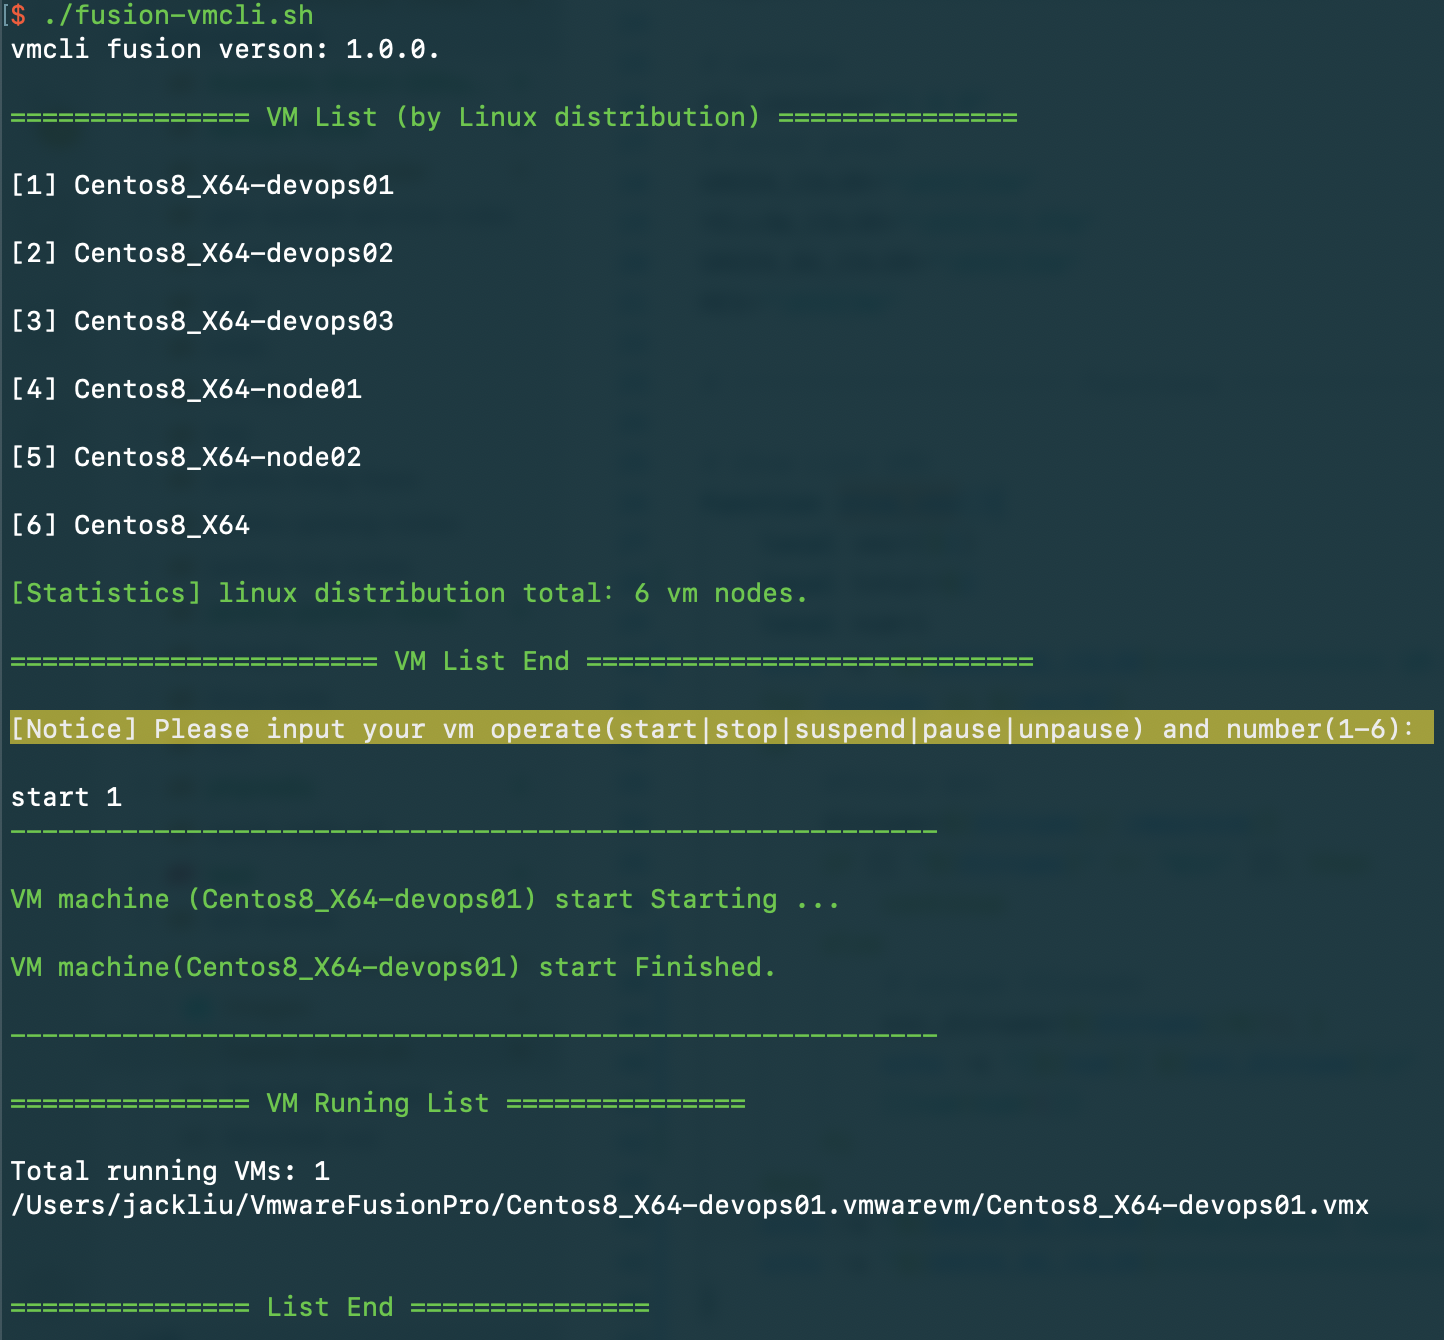 [$ ./fusion-vmcli.sh
vmcli fusion verson: 1.0.0.
=============== VM List (by Linux distribution) ===============
[1] Centos8_X64-devops01
[2] Centos8_X64-devops02
[3] Centos8_X64-devops03
[4] Centos8_X64-node01
[5] Centos8_X64-node02
[6] Centos8_X64
[Statistics] linux distribution total: 6 vm nodes.
======================= VM List End ============================
[Notice] Please input your vm operate(start|stop|suspend|pause|unpause) and number(1-6):
start 1
----------------------------------------------------------
VM machine (Centos8_X64-devops01) start Starting ...
VM machine(Centos8_X64-devops01) start Finished.
----------------------------------------------------------
=============== VM Runing List ===============
Total running VMs: 1
/Users/jackliu/VmwareFusionPro/Centos8_X64-devops01.vmwarevm/Centos8_X64-devops01.vmx
=============== List End ===============